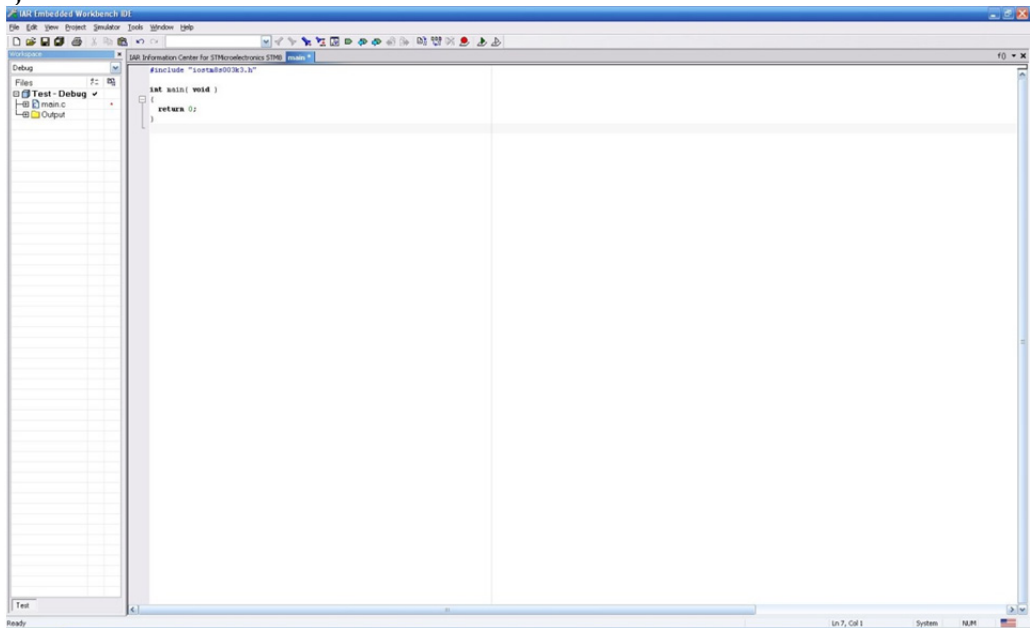 IAR Embedded Workbench IDE
File Edit View Project Simulator Tools Window Help
Workspace
IAR Information Center for STMicroelectronics STM8 main *
f()
Debug
Files
Test - Debug
main.c
Output
#include "iostm8s003k3.h"
int main( void )
{
return 0;
}
Test
Ready
Ln 7, Col 1
System
NUM